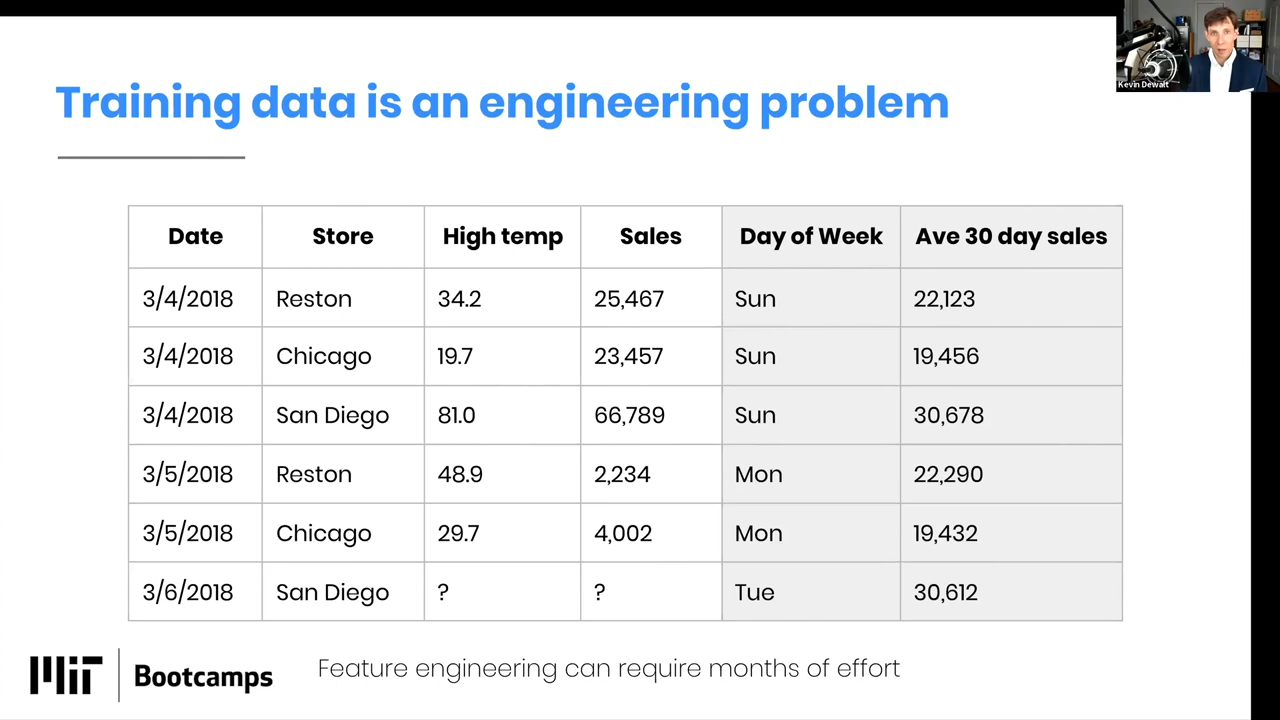 Kevin Dewalt
Training data is an engineering problem
Date Store High temp Sales Day of Week Ave 30 day sales
3/4/2018 Reston 34.2 25,467 Sun 22,123
3/4/2018 Chicago 19.7 23,457 Sun 19,456
3/4/2018 San Diego 81.0 66,789 Sun 30,678
3/5/2018 Reston 48.9 2,234 Mon 22,290
3/5/2018 Chicago 29.7 4,002 Mon 19,432
3/6/2018 San Diego ? ? Tue 30,612
MIT Bootcamps Feature engineering can require months of effort